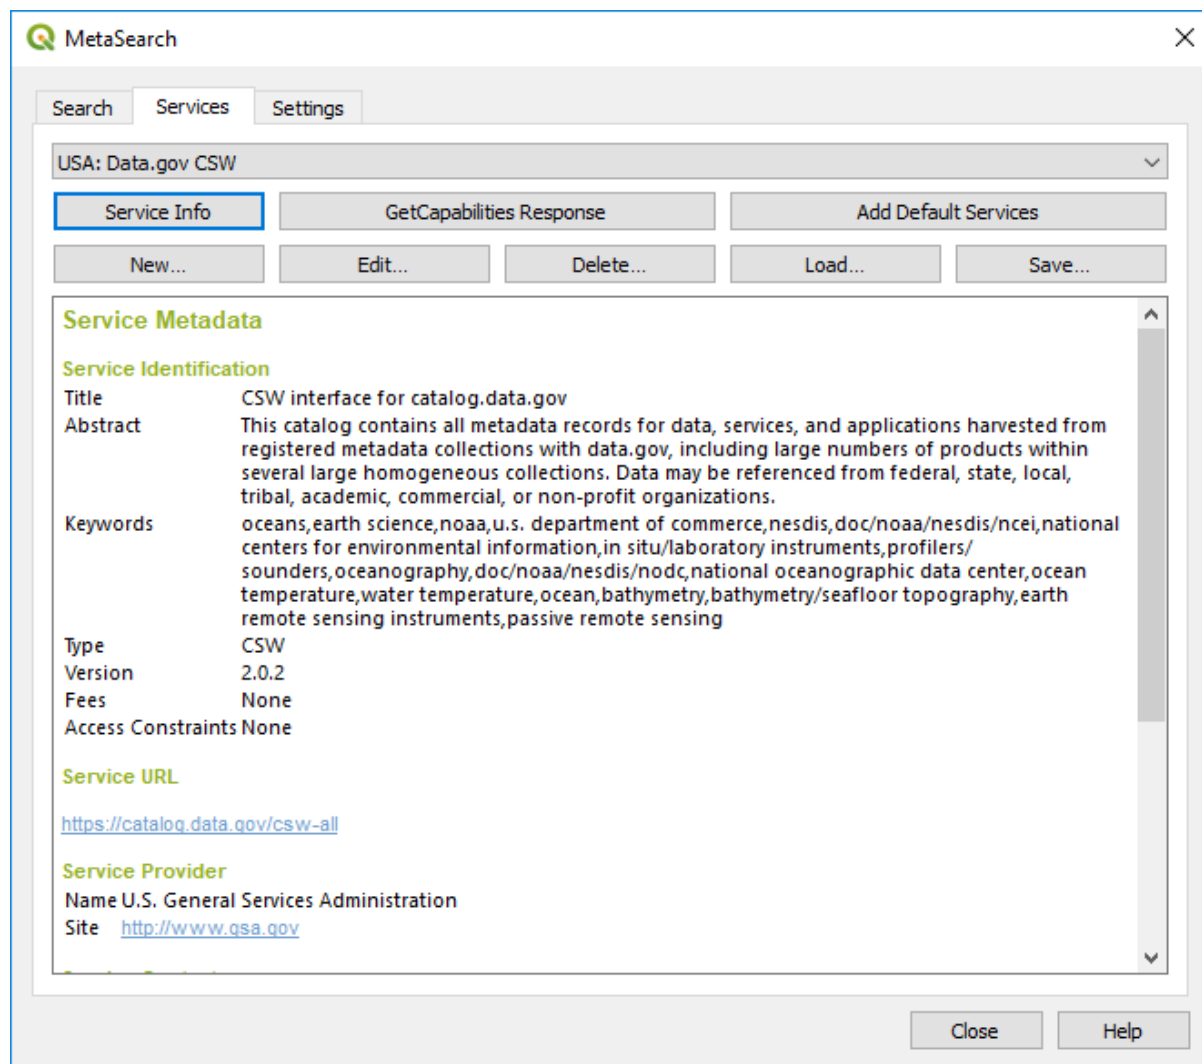 MetaSearch
Search Services Settings
USA: Data.gov CSW
Service Info GetCapabilities Response Add Default Services
New... Edit... Delete... Load... Save...
Service Metadata
Service Identification
Title CSW interface for catalog.data.gov
Abstract This catalog contains all metadata records for data, services, and applications harvested from
registered metadata collections with data.gov, including large numbers of products within
several large homogeneous collections. Data may be referenced from federal, state, local,
tribal, academic, commercial, or non-profit organizations.
Keywords oceans,earth science,noaa,u.s. department of commerce,nesdis,doc/noaa/nesdis/ncei,national
centers for environmental information,in situ/laboratory instruments,profilers/
sounders,oceanography,doc/noaa/nesdis/nodc,national oceanographic data center,ocean
temperature,water temperature,ocean,bathymetry,bathymetry/seafloor topography,earth
remote sensing instruments,passive remote sensing
Type CSW
Version 2.0.2
Fees None
Access Constraints None
Service URL
https://catalog.data.gov/csw-all
Service Provider
Name U.S. General Services Administration
Site http://www.gsa.gov
Close Help